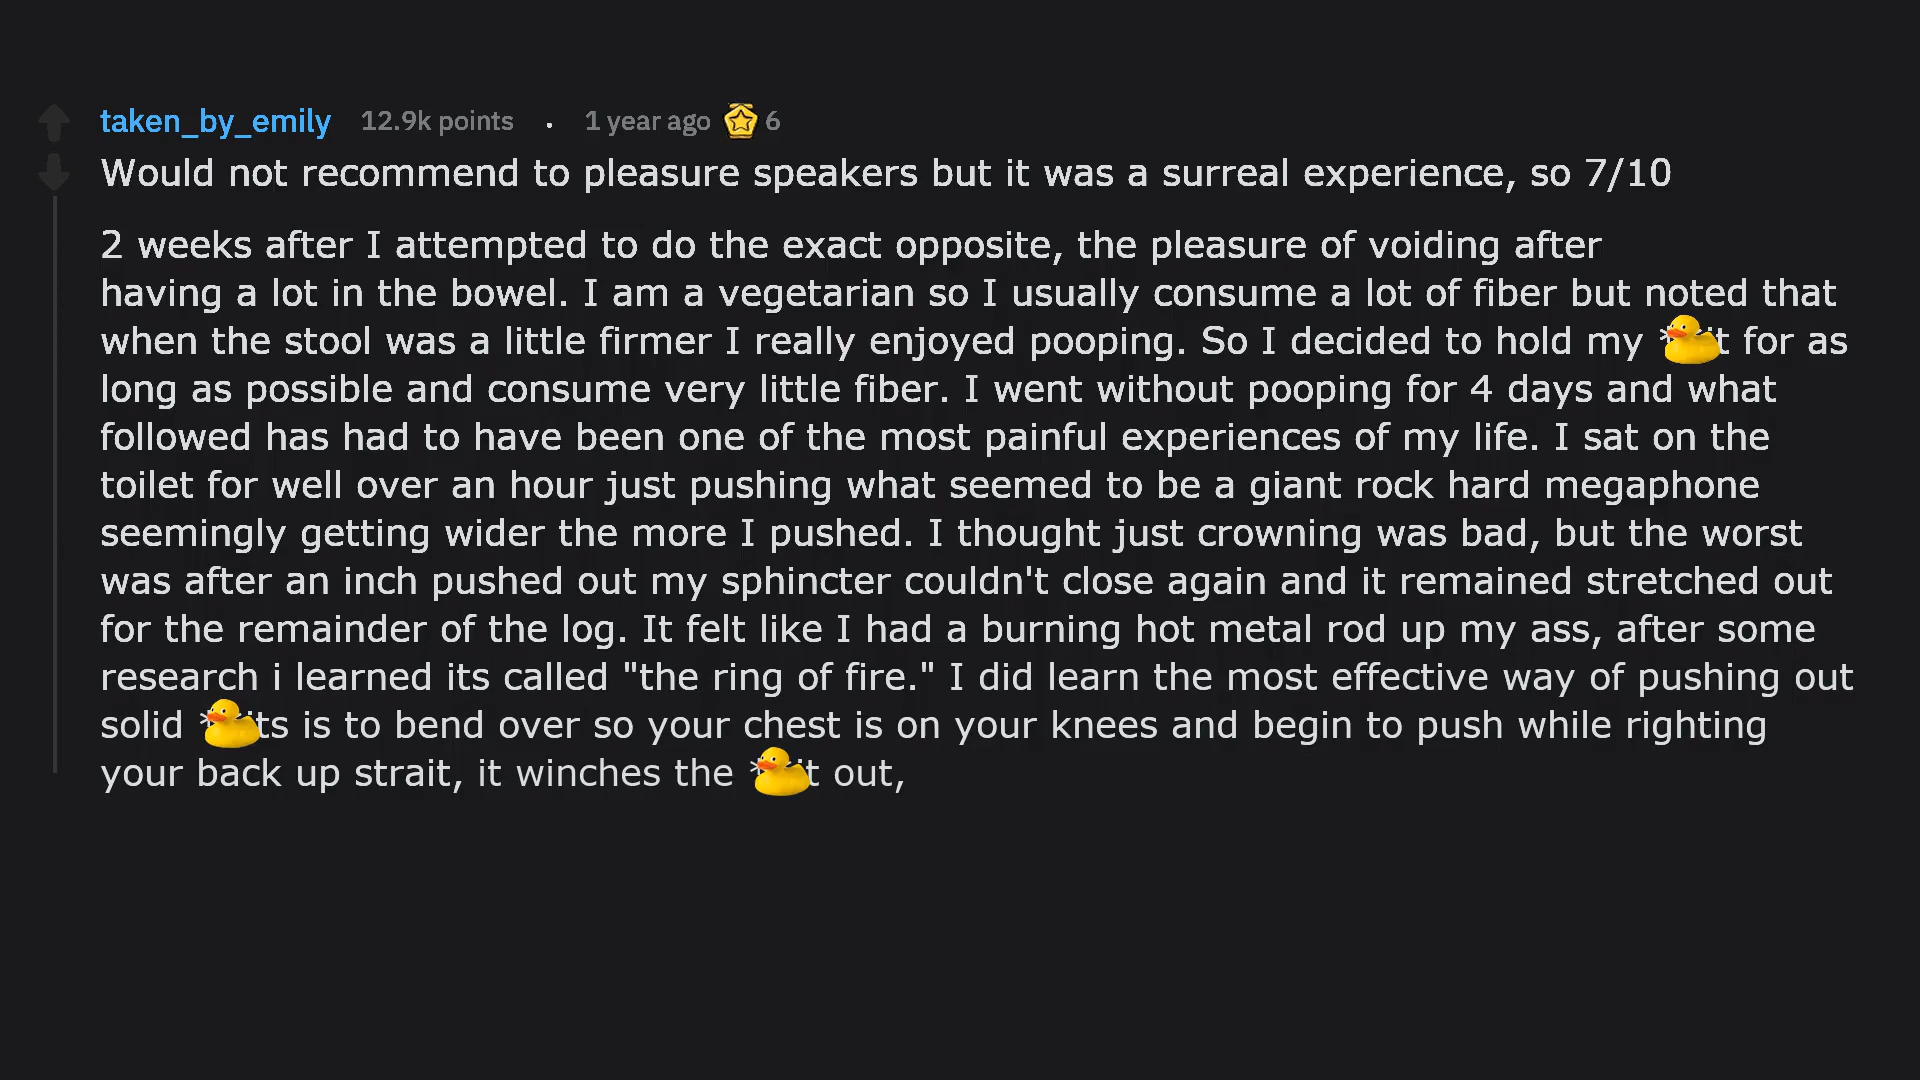 taken_by_emily 12.9k points . 1 year ago 6
Would not recommend to pleasure speakers but it was a surreal experience, so 7/10
2 weeks after I attempted to do the exact opposite, the pleasure of voiding after
having a lot in the bowel. I am a vegetarian so I usually consume a lot of fiber but noted that
when the stool was a little firmer I really enjoyed pooping. So I decided to hold my t for as
long as possible and consume very little fiber. I went without pooping for 4 days and what
followed has had to have been one of the most painful experiences of my life. I sat on the
toilet for well over an hour just pushing what seemed to be a giant rock hard megaphone
seemingly getting wider the more I pushed. I thought just crowning was bad, but the worst
was after an inch pushed out my sphincter couldn't close again and it remained stretched out
for the remainder of the log. It felt like I had a burning hot metal rod up my ass, after some
research i learned its called "the ring of fire." I did learn the most effective way of pushing out
solid ts is to bend over so your chest is on your knees and begin to push while righting
your back up strait, it winches the t out,